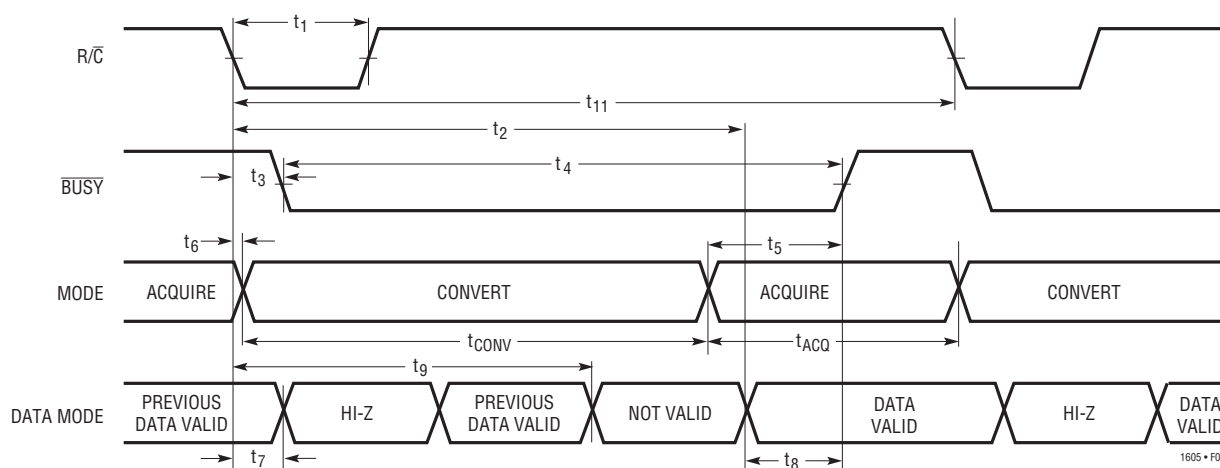 t1
R/C̅
t11
t2
B̅U̅S̅Y̅
t3
t4
t6
t5
MODE
ACQUIRE
CONVERT
ACQUIRE
CONVERT
tCONV
tACQ
t9
DATA MODE
PREVIOUS
DATA VALID
HI-Z
PREVIOUS
DATA VALID
NOT VALID
DATA
VALID
HI-Z
DATA
VALID
t7
t8
1605 • F0